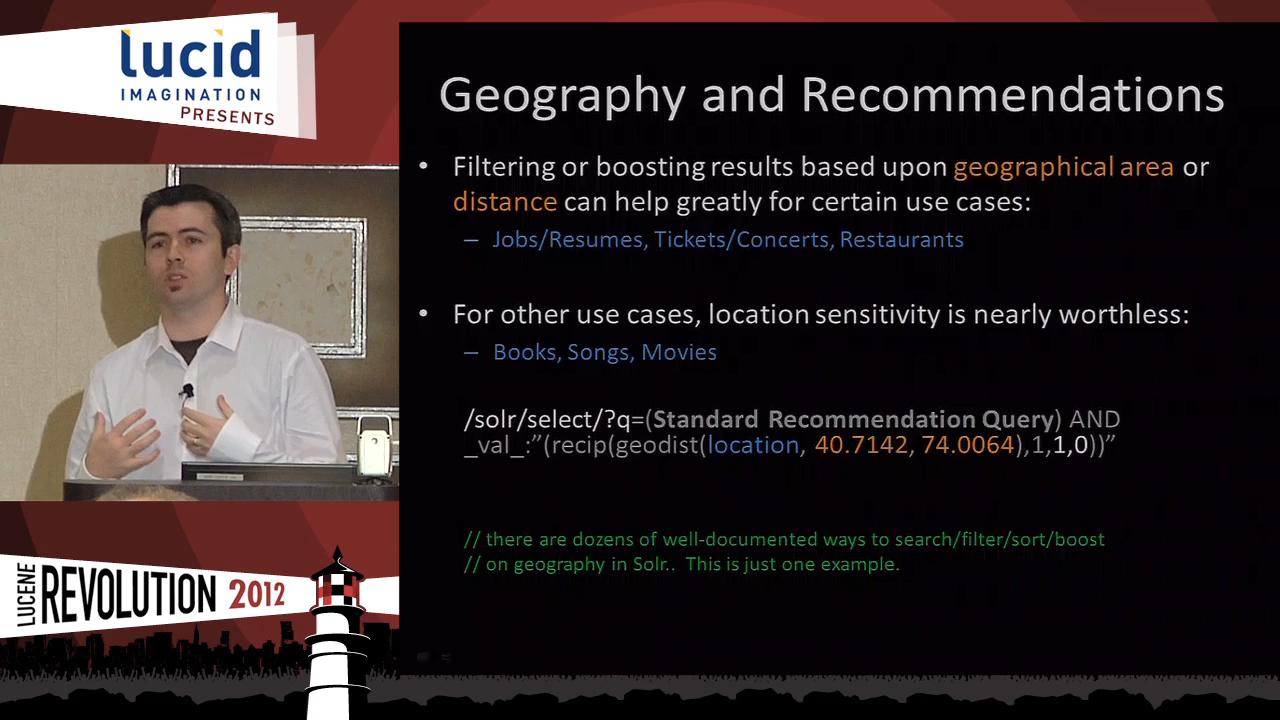 lucid
IMAGINATION
PRESENTS
Geography and Recommendations
• Filtering or boosting results based upon geographical area or
distance can help greatly for certain use cases:
– Jobs/Resumes, Tickets/Concerts, Restaurants
• For other use cases, location sensitivity is nearly worthless:
– Books, Songs, Movies
/solr/select/?q=(Standard Recommendation Query) AND
_val_:”(recip(geodist(location, 40.7142, 74.0064),1,1,0))”
// there are dozens of well-documented ways to search/filter/sort/boost
// on geography in Solr.. This is just one example.
LUCENE
REVOLUTION 2012